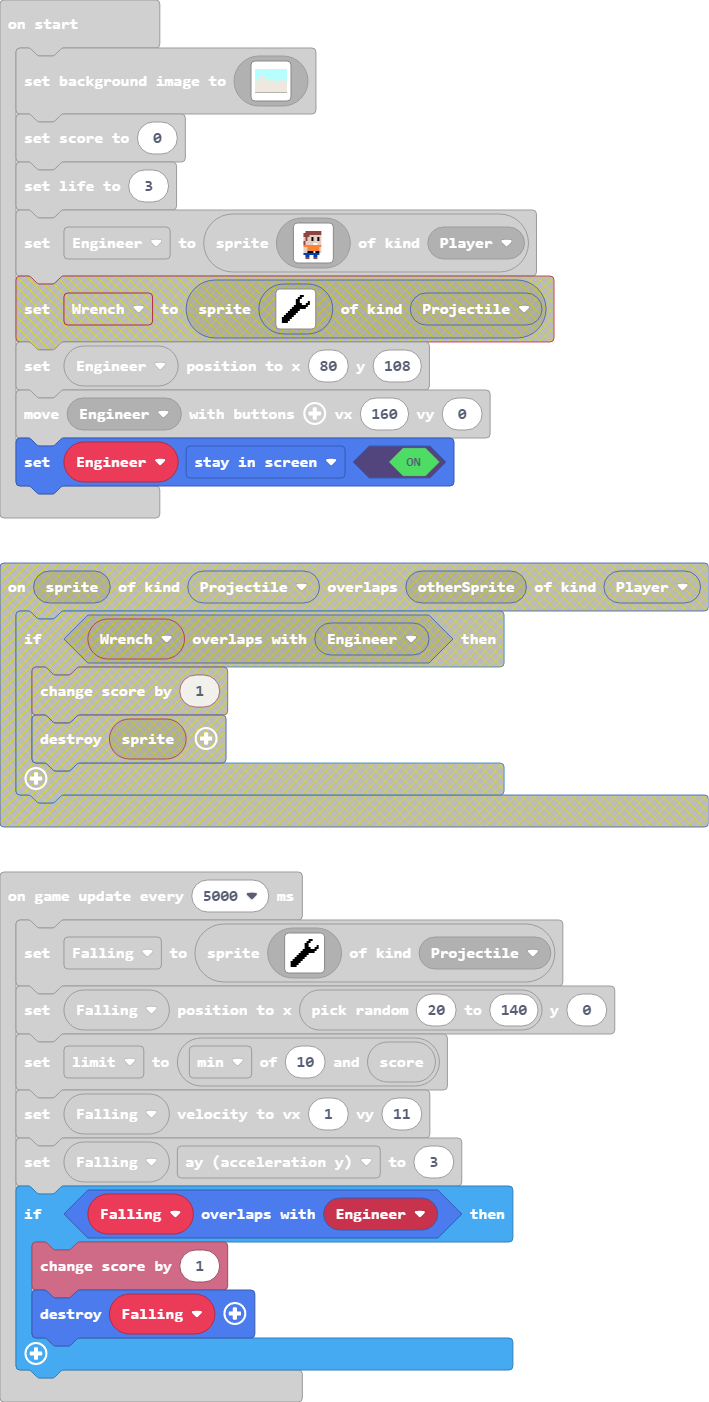 on start
set background image to
set score to 0
set life to 3
set Engineer to sprite of kind Player
set Wrench to sprite of kind Projectile
set Engineer position to x 80 y 108
move Engineer with buttons vx 160 vy 0
set Engineer stay in screen ON
on sprite of kind Projectile overlaps otherSprite of kind Player
if Wrench overlaps with Engineer then
change score by 1
destroy sprite
on game update every 5000 ms
set Falling to sprite of kind Projectile
set Falling position to x pick random 20 to 140 y 0
set limit to min of 10 and score
set Falling velocity to vx 1 vy 11
set Falling ay (acceleration y) to 3
if Falling overlaps with Engineer then
change score by 1
destroy Falling